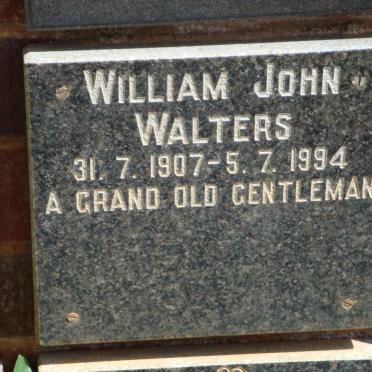 WILLIAM JOHN
WALTERS
31. 7. 1907-5. 7. 1994
A GRAND OLD GENTLEMAN